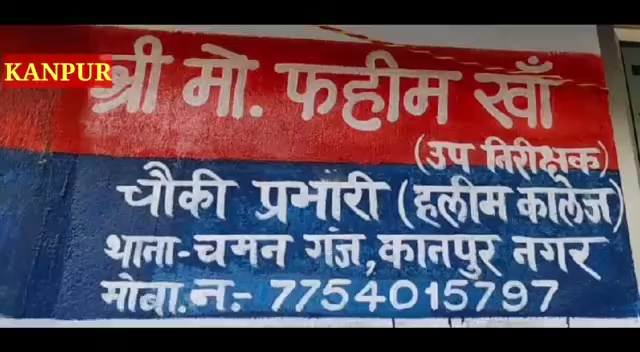 KANPUR
श्री मो. फहीम खाँ
(उप निरीक्षक)
चौकी प्रभारी (हलीम कालेज)
थाना-चमन गंज, कानपुर नगर
मोबा. न:- 7754015797